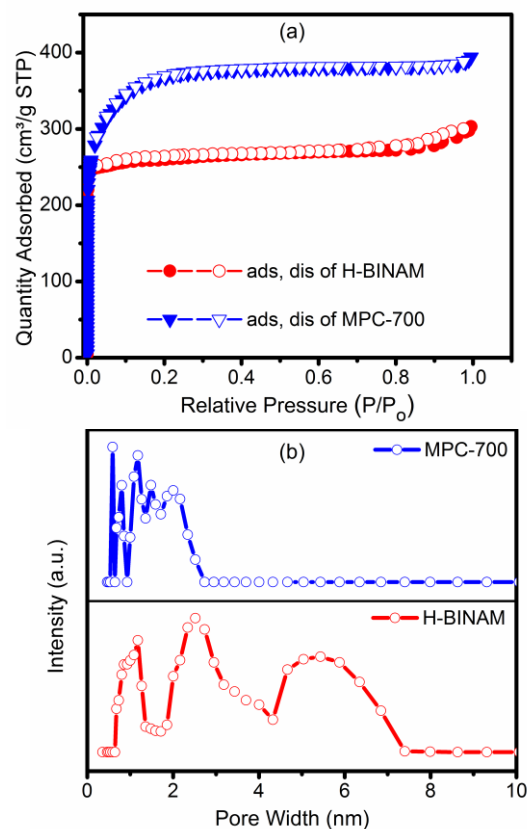 (a)
Quantity Adsorbed (cm³/g STP)
400
300
200
100
0
ads, dis of H-BINAM
ads, dis of MPC-700
0.0 0.2 0.4 0.6 0.8 1.0
Relative Pressure (P/P₀)
(b)
MPC-700
Intensity (a.u.)
H-BINAM
0 2 4 6 8 10
Pore Width (nm)